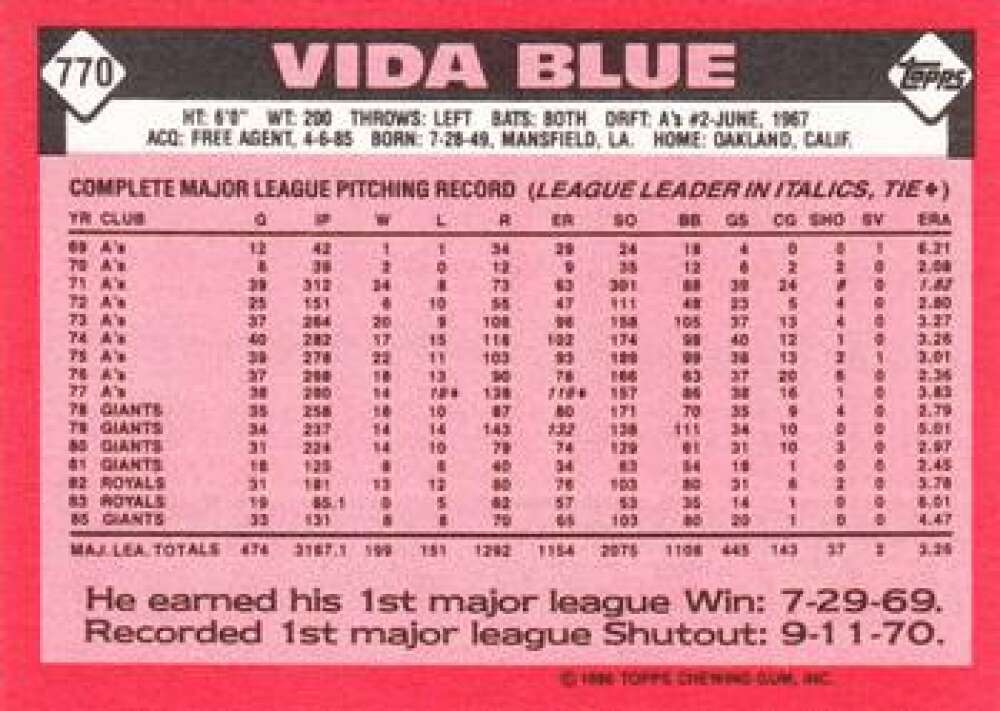 770
VIDA BLUE
TOPPS
HT: 6'0" WT: 200 THROWS: LEFT BATS: BOTH DRFT: A's #2-JUNE, 1967
ACQ: FREE AGENT, 4-6-85 BORN: 7-28-49, MANSFIELD, LA. HOME: OAKLAND, CALIF.
COMPLETE MAJOR LEAGUE PITCHING RECORD (LEAGUE LEADER IN ITALICS, TIE♦)
YR CLUB G IP W L R ER SO BB GS CG SHO SV ERA
69 A's 12 42 1 1 34 29 24 18 4 0 0 1 6.21
70 A's 6 39 2 0 12 9 35 12 6 2 2 0 2.08
71 A's 39 312 24 8 73 63 301 88 39 24 8 0 1.82
72 A's 25 151 6 10 55 47 111 48 23 5 4 0 2.80
73 A's 37 264 20 9 108 96 158 105 37 13 4 0 3.27
74 A's 40 282 17 15 118 102 174 98 40 12 1 0 3.26
75 A's 39 278 22 11 103 93 189 99 38 13 2 1 3.01
76 A's 37 298 18 13 90 78 166 63 37 20 6 0 2.36
77 A's 38 280 14 19♦ 138 119♦ 157 86 38 16 1 0 3.83
78 GIANTS 35 258 18 10 87 80 171 70 35 9 4 0 2.79
79 GIANTS 34 237 14 14 143 132 138 111 34 10 0 0 5.01
80 GIANTS 31 224 14 10 79 74 129 61 31 10 3 0 2.97
81 GIANTS 18 125 8 6 40 34 63 54 18 1 0 0 2.45
82 ROYALS 31 181 13 12 80 76 103 80 31 6 2 0 3.78
83 ROYALS 19 85.1 0 5 62 57 53 35 14 1 0 0 6.01
85 GIANTS 33 131 8 8 70 65 103 80 20 1 0 0 4.47
MAJ. LEA. TOTALS 474 3187.1 199 151 1292 1154 2075 1108 445 143 37 2 3.26
He earned his 1st major league Win: 7-29-69.
Recorded 1st major league Shutout: 9-11-70.
© 1986 TOPPS CHEWING GUM, INC.